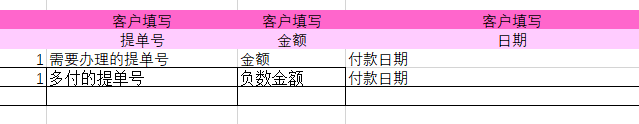 客户填写 客户填写 客户填写
提单号 金额 日期
1 需要办理的提单号 金额 付款日期
1 多付的提单号 负数金额 付款日期